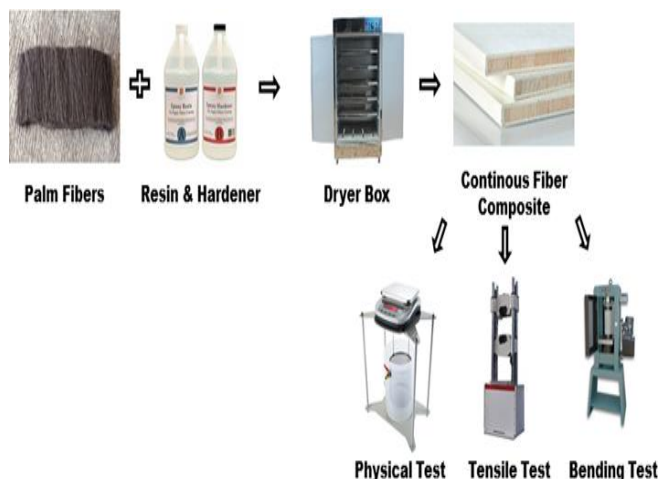 Palm Fibers
Resin & Hardener
Dryer Box
Continous Fiber
Composite
Physical Test
Tensile Test
Bending Test